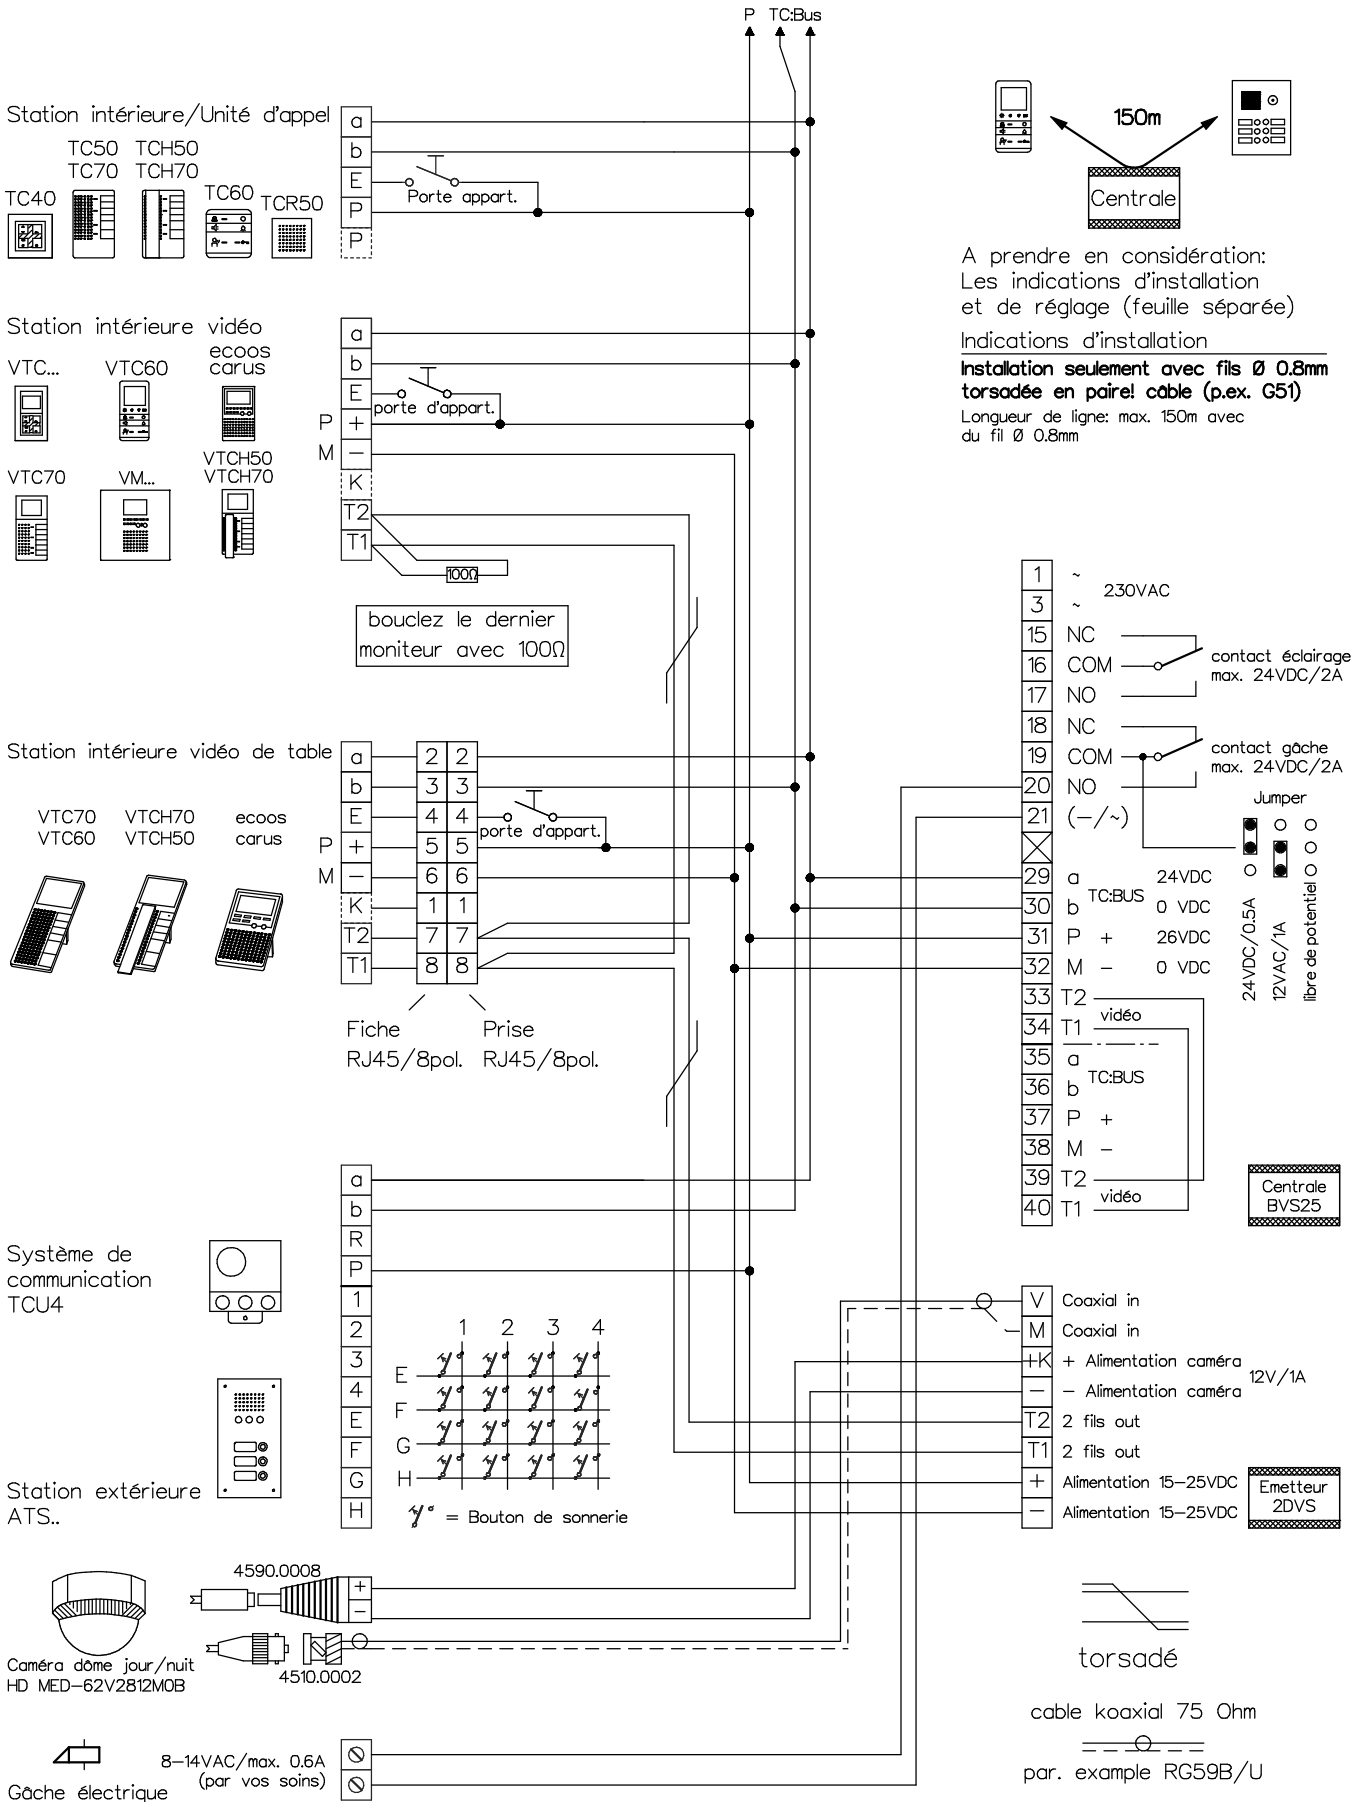 P TC:Bus
Station intérieure/Unité d'appel
TC50 TCH50
TC70 TCH70
TC40
TC60
TCR50
a
b
E
P
P
Porte appart.
150m
Centrale
A prendre en considération:
Les indications d'installation
et de réglage (feuille séparée)
Indications d'installation
Installation seulement avec fils Ø 0.8mm
torsadée en paire! câble (p.ex. G51)
Longueur de ligne: max. 150m avec
du fil Ø 0.8mm
Station intérieure vidéo
VTC...
VTC60
ecoos
carus
VTC70
VM...
VTCH50
VTCH70
a
b
E
P +
M −
K
T2
T1
porte d'appart.
100Ω
bouclez le dernier
moniteur avec 100Ω
Station intérieure vidéo de table
VTC70 VTCH70 ecoos
VTC60 VTCH50 carus
a 2 2
b 3 3
E 4 4
P + 5 5
M − 6 6
K 1 1
T2 7 7
T1 8 8
porte d'appart.
Fiche Prise
RJ45/8pol. RJ45/8pol.
1 ~
3 ~
230VAC
15 NC
16 COM
17 NO
contact éclairage
max. 24VDC/2A
18 NC
19 COM
20 NO
contact gâche
max. 24VDC/2A
21 (−/~)
Jumper
24VDC/0.5A
12VAC/1A
libre de potentiel
29 a 24VDC
TC:BUS
30 b 0 VDC
31 P + 26VDC
32 M − 0 VDC
33 T2
vidéo
34 T1
35 a
TC:BUS
36 b
37 P +
38 M −
39 T2
vidéo
40 T1
Centrale
BVS25
Système de
communication
TCU4
Station extérieure
ATS..
a
b
R
P
1
2
3
4
E
F
G
H
1 2 3 4
E
F
G
H
= Bouton de sonnerie
V Coaxial in
M Coaxial in
+K + Alimentation caméra
− − Alimentation caméra
12V/1A
T2 2 fils out
T1 2 fils out
+ Alimentation 15−25VDC
− Alimentation 15−25VDC
Emetteur
2DVS
4590.0008
+
−
4510.0002
Caméra dôme jour/nuit
HD MED−62V2812M0B
8−14VAC/max. 0.6A
(par vos soins)
Gâche électrique
torsadé
cable koaxial 75 Ohm
par. example RG59B/U